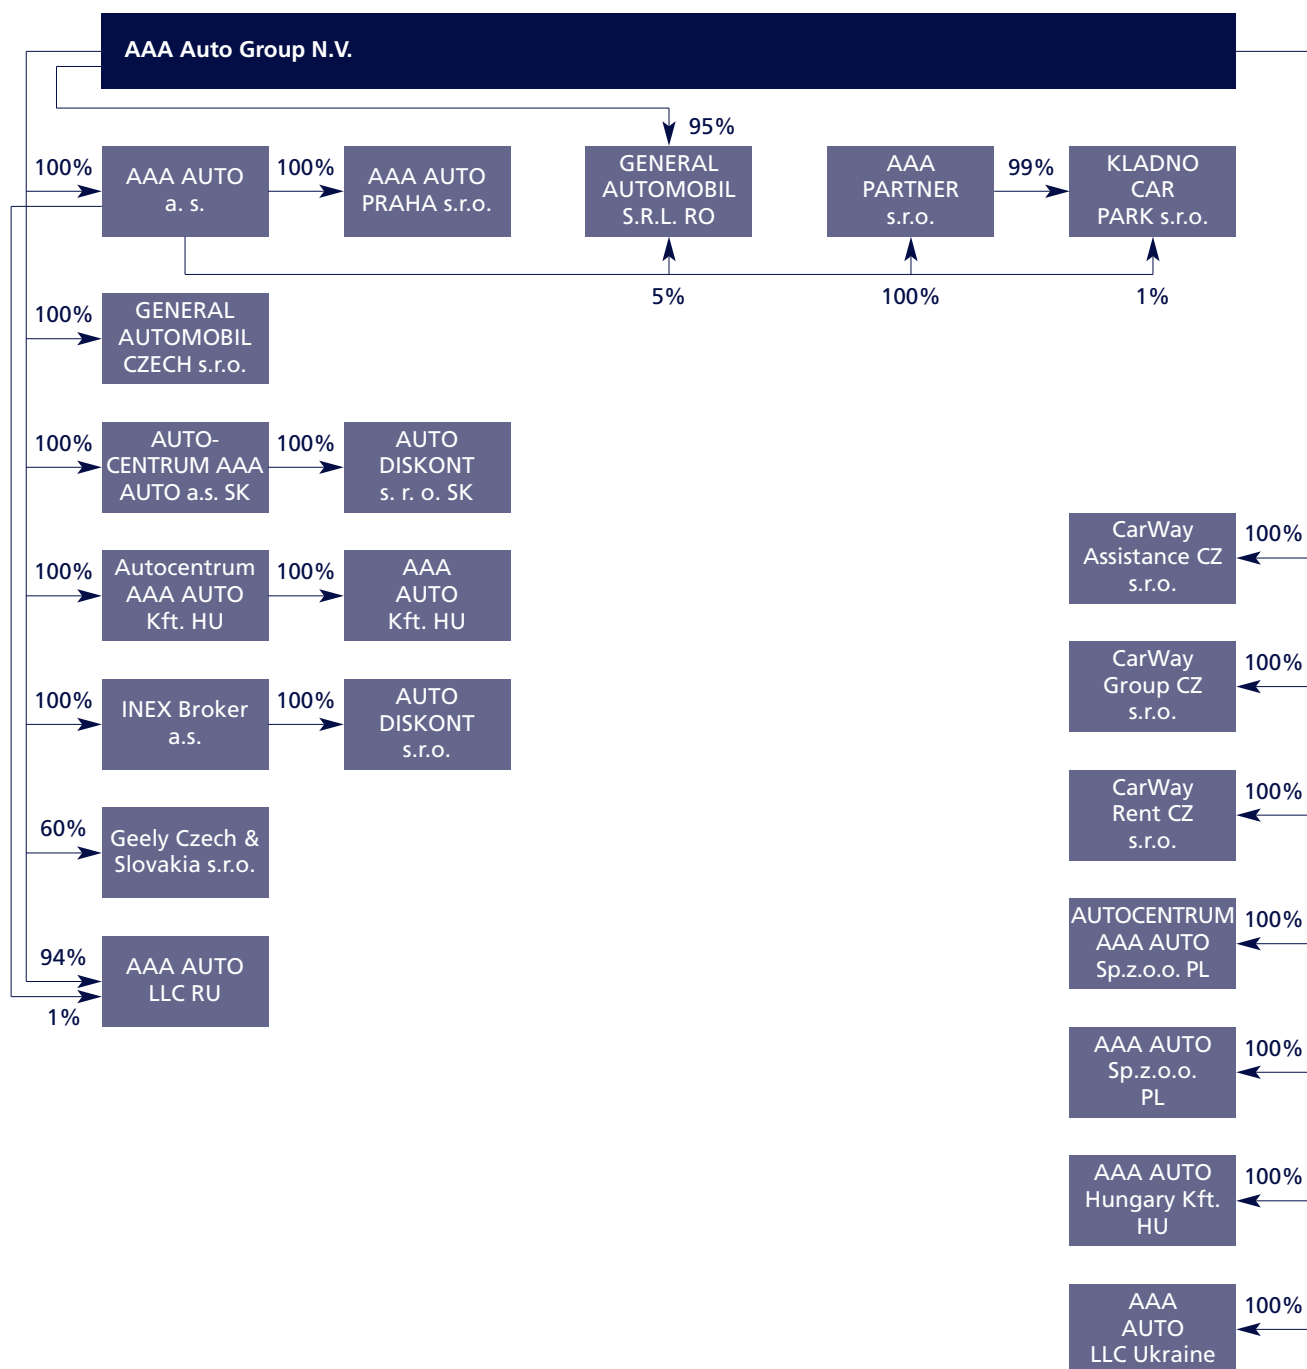 AAA Auto Group N.V.
95%
100%
AAA AUTO
a. s.
100%
AAA AUTO
PRAHA s.r.o.
GENERAL
AUTOMOBIL
S.R.L. RO
AAA
PARTNER
s.r.o.
99%
KLADNO
CAR
PARK s.r.o.
5%
100%
1%
100%
GENERAL
AUTOMOBIL
CZECH s.r.o.
100%
AUTO-
CENTRUM AAA
AUTO a.s. SK
100%
AUTO
DISKONT
s. r. o. SK
CarWay
Assistance CZ
s.r.o.
100%
100%
Autocentrum
AAA AUTO
Kft. HU
100%
AAA
AUTO
Kft. HU
CarWay
Group CZ
s.r.o.
100%
100%
INEX Broker
a.s.
100%
AUTO
DISKONT
s.r.o.
CarWay
Rent CZ
s.r.o.
100%
60%
Geely Czech &
Slovakia s.r.o.
AUTOCENTRUM
AAA AUTO
Sp.z.o.o. PL
100%
94%
AAA AUTO
LLC RU
1%
AAA AUTO
Sp.z.o.o.
PL
100%
AAA AUTO
Hungary Kft.
HU
100%
AAA
AUTO
LLC Ukraine
100%